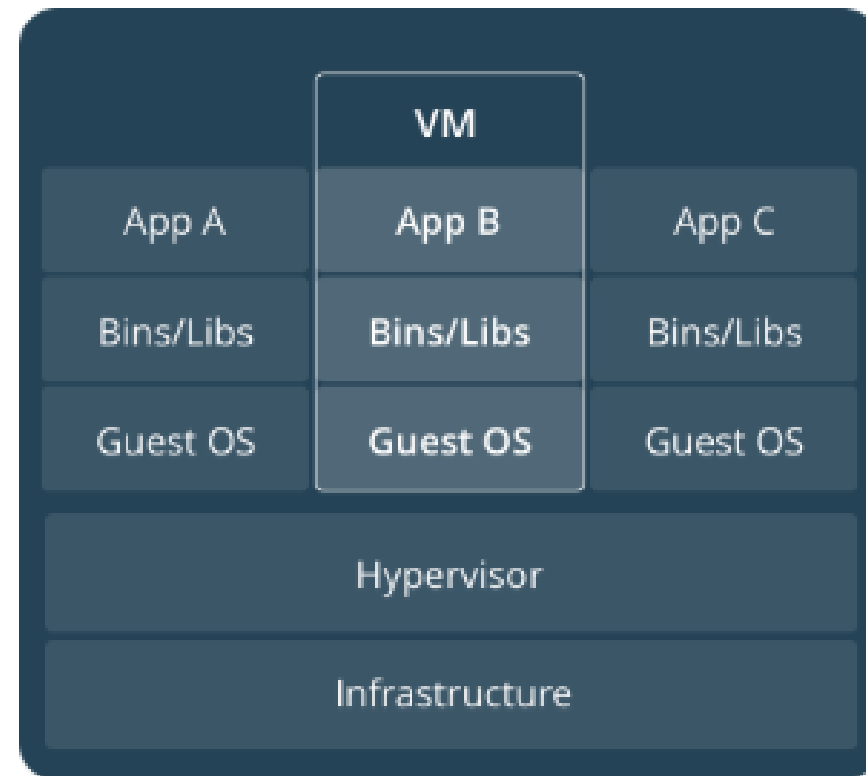 VM
App A
App B
App C
Bins/Libs
Bins/Libs
Bins/Libs
Guest OS
Guest OS
Guest OS
Hypervisor
Infrastructure